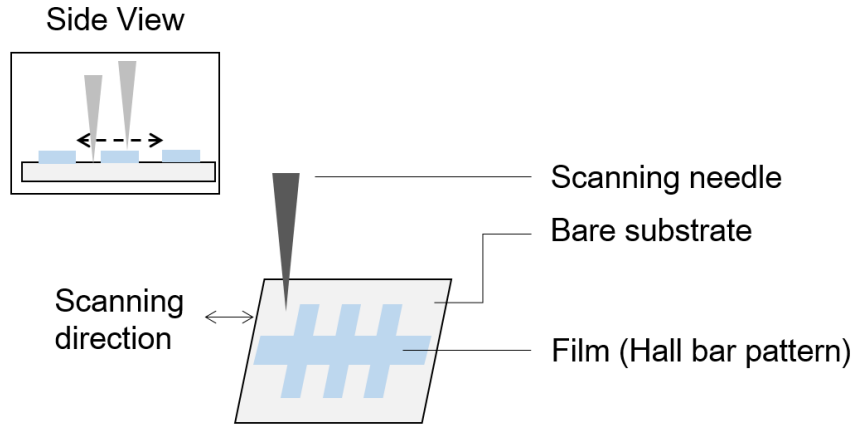 Side View
Scanning needle
Bare substrate
Scanning
direction
Film (Hall bar pattern)